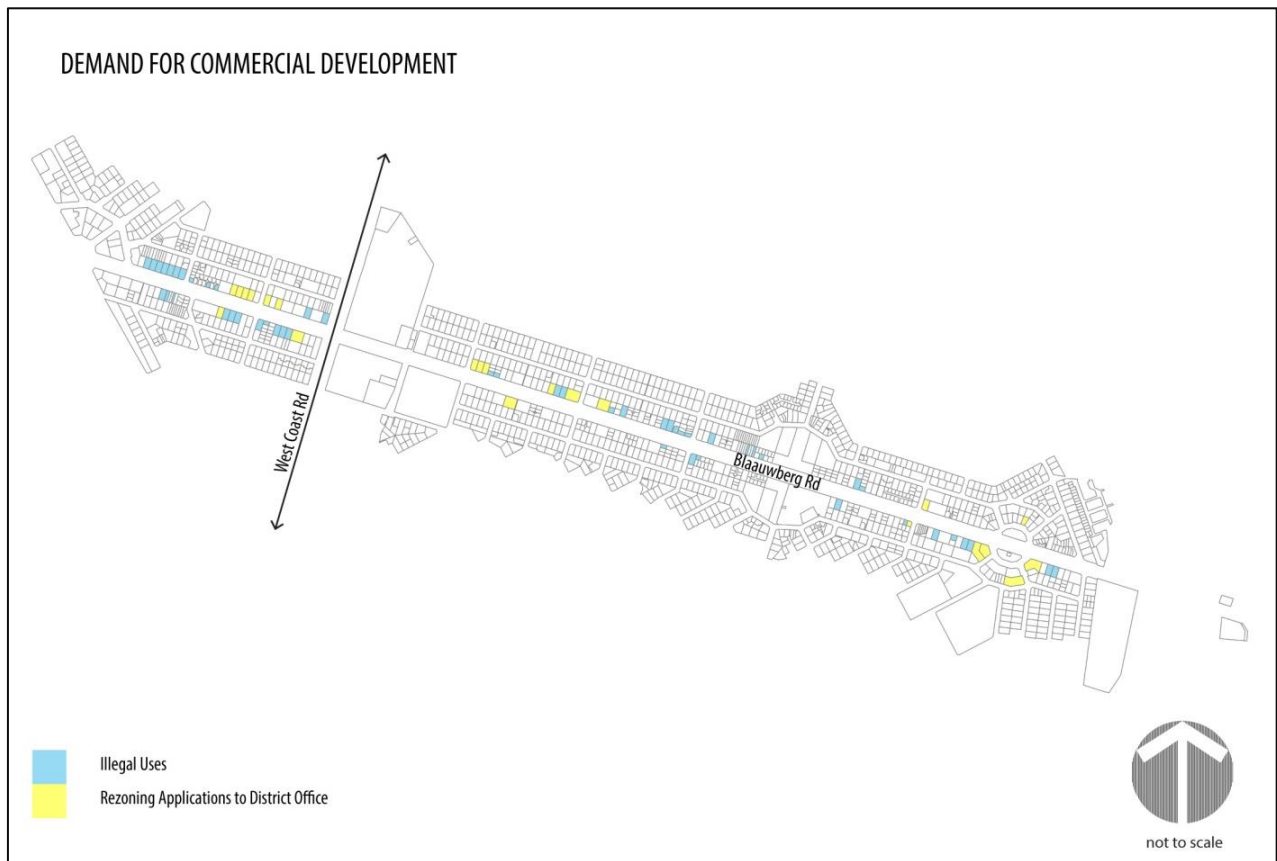 DEMAND FOR COMMERCIAL DEVELOPMENT
West Coast Rd
Blaauwberg Rd
Illegal Uses
Rezoning Applications to District Office
not to scale